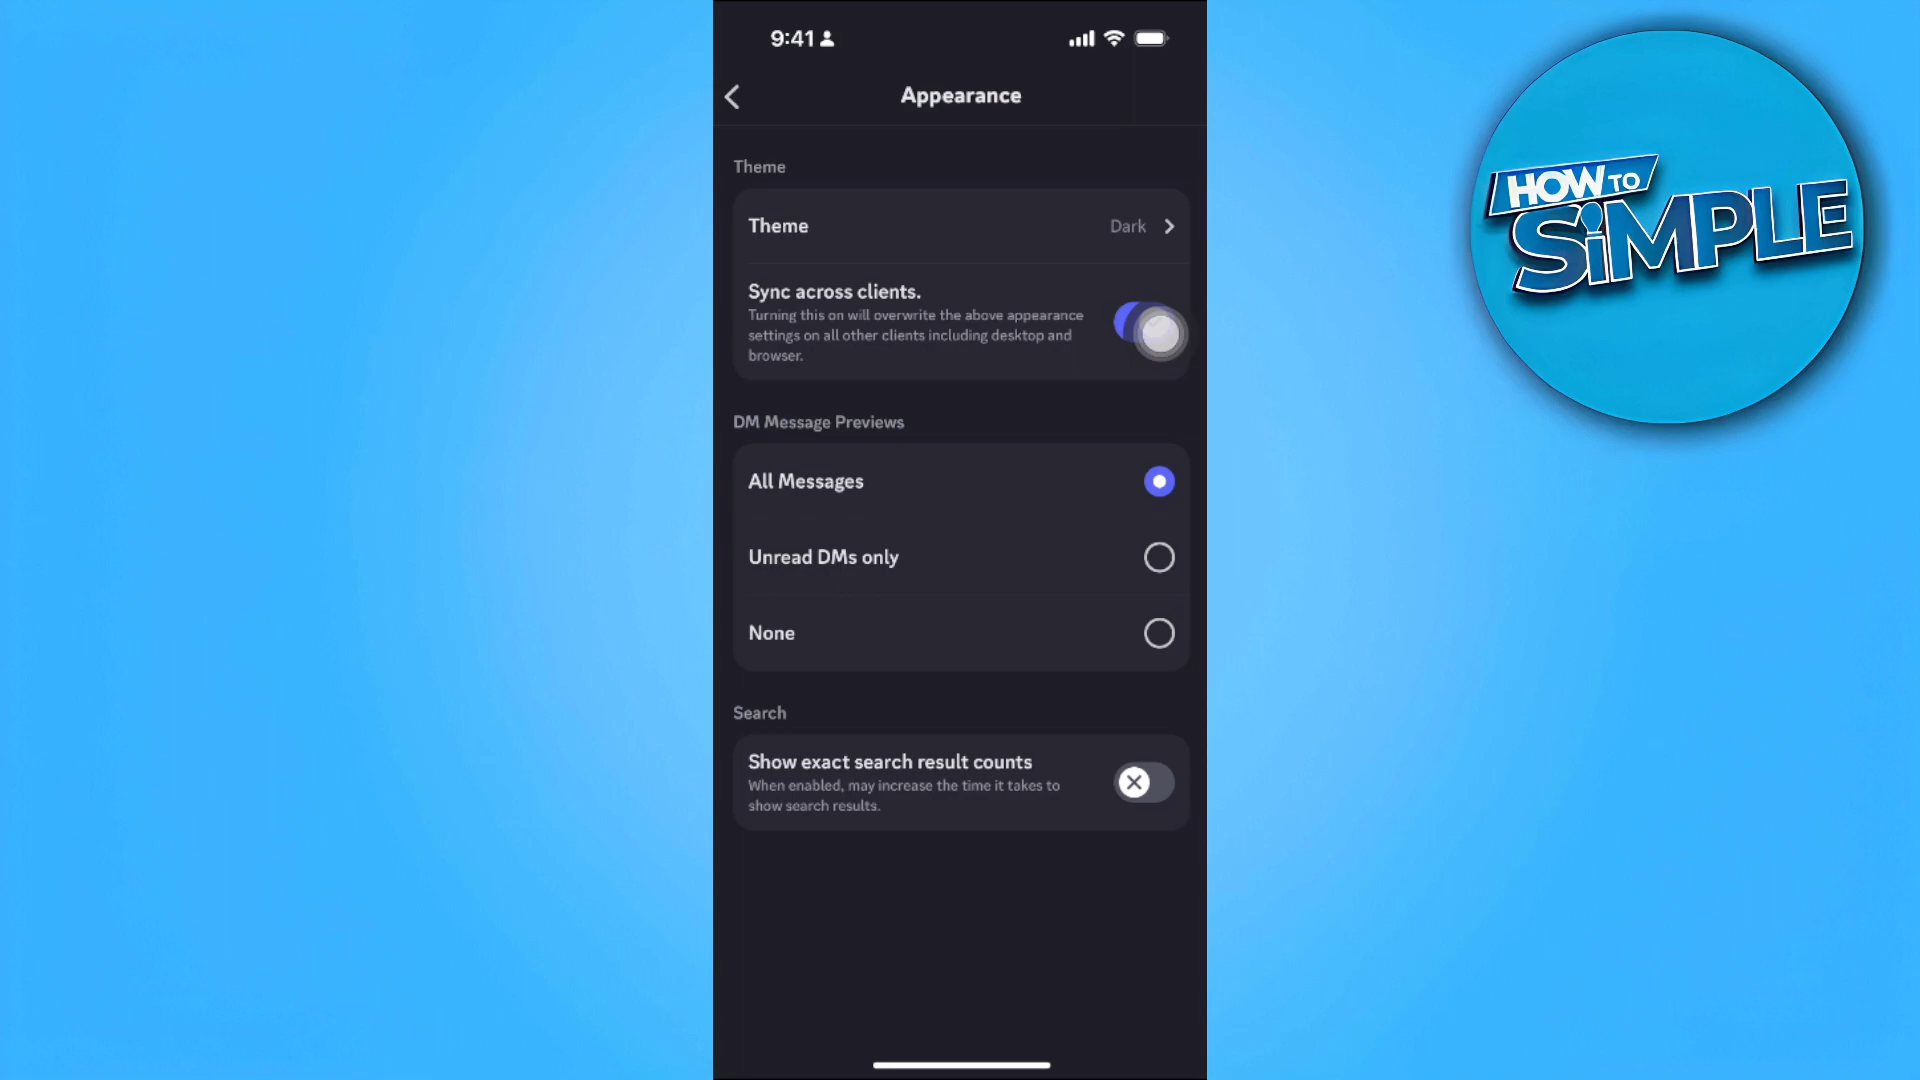 9:41
Appearance
Theme
Theme
Dark
Sync across clients.
Turning this on will overwrite the above appearance
settings on all other clients including desktop and
browser.
DM Message Previews
All Messages
Unread DMs only
None
Search
Show exact search result counts
When enabled, may increase the time it takes to
show search results.
HOW TO
SiMPLE